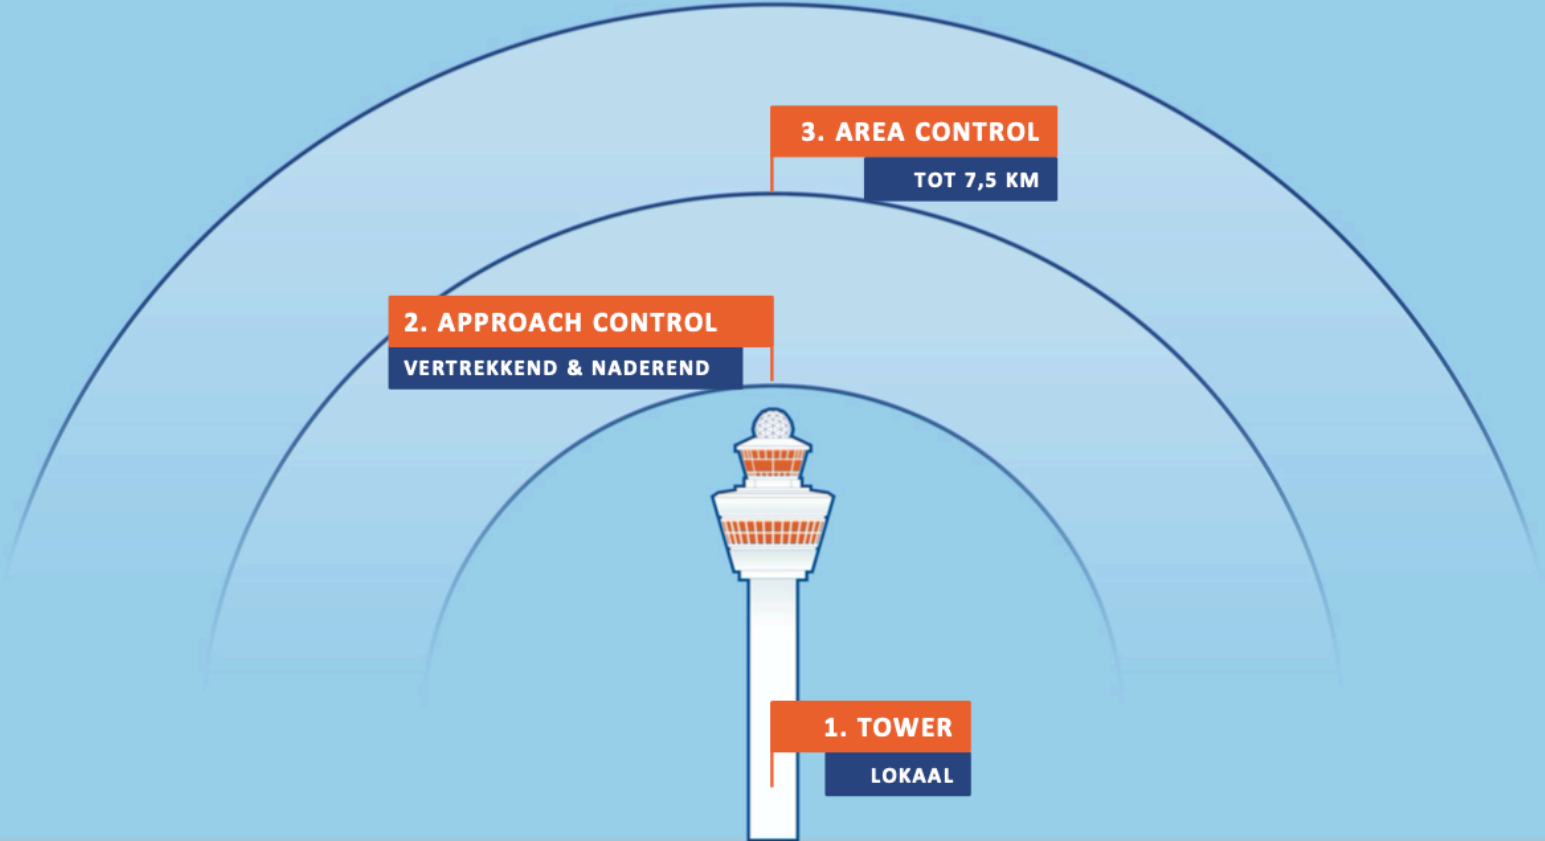 3. AREA CONTROL
TOT 7,5 KM
2. APPROACH CONTROL
VERTREKKEND & NADEREND
1. TOWER
LOKAAL